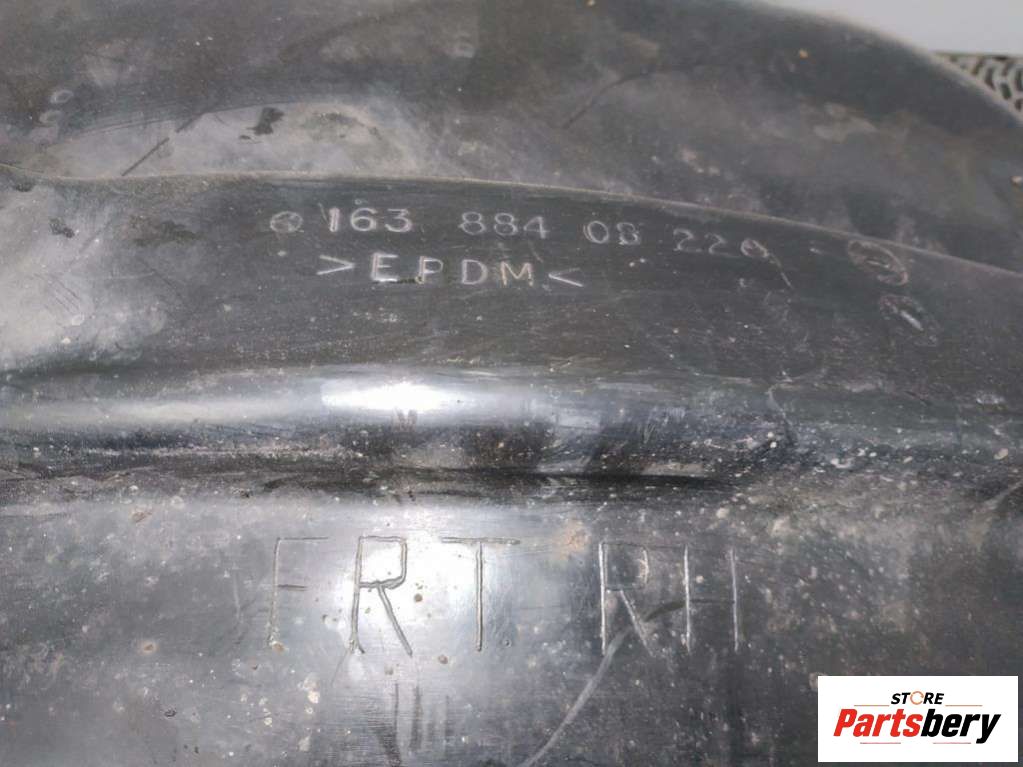 163 884 08 22
>EPDM<
FRT RH
STORE
Partsbery